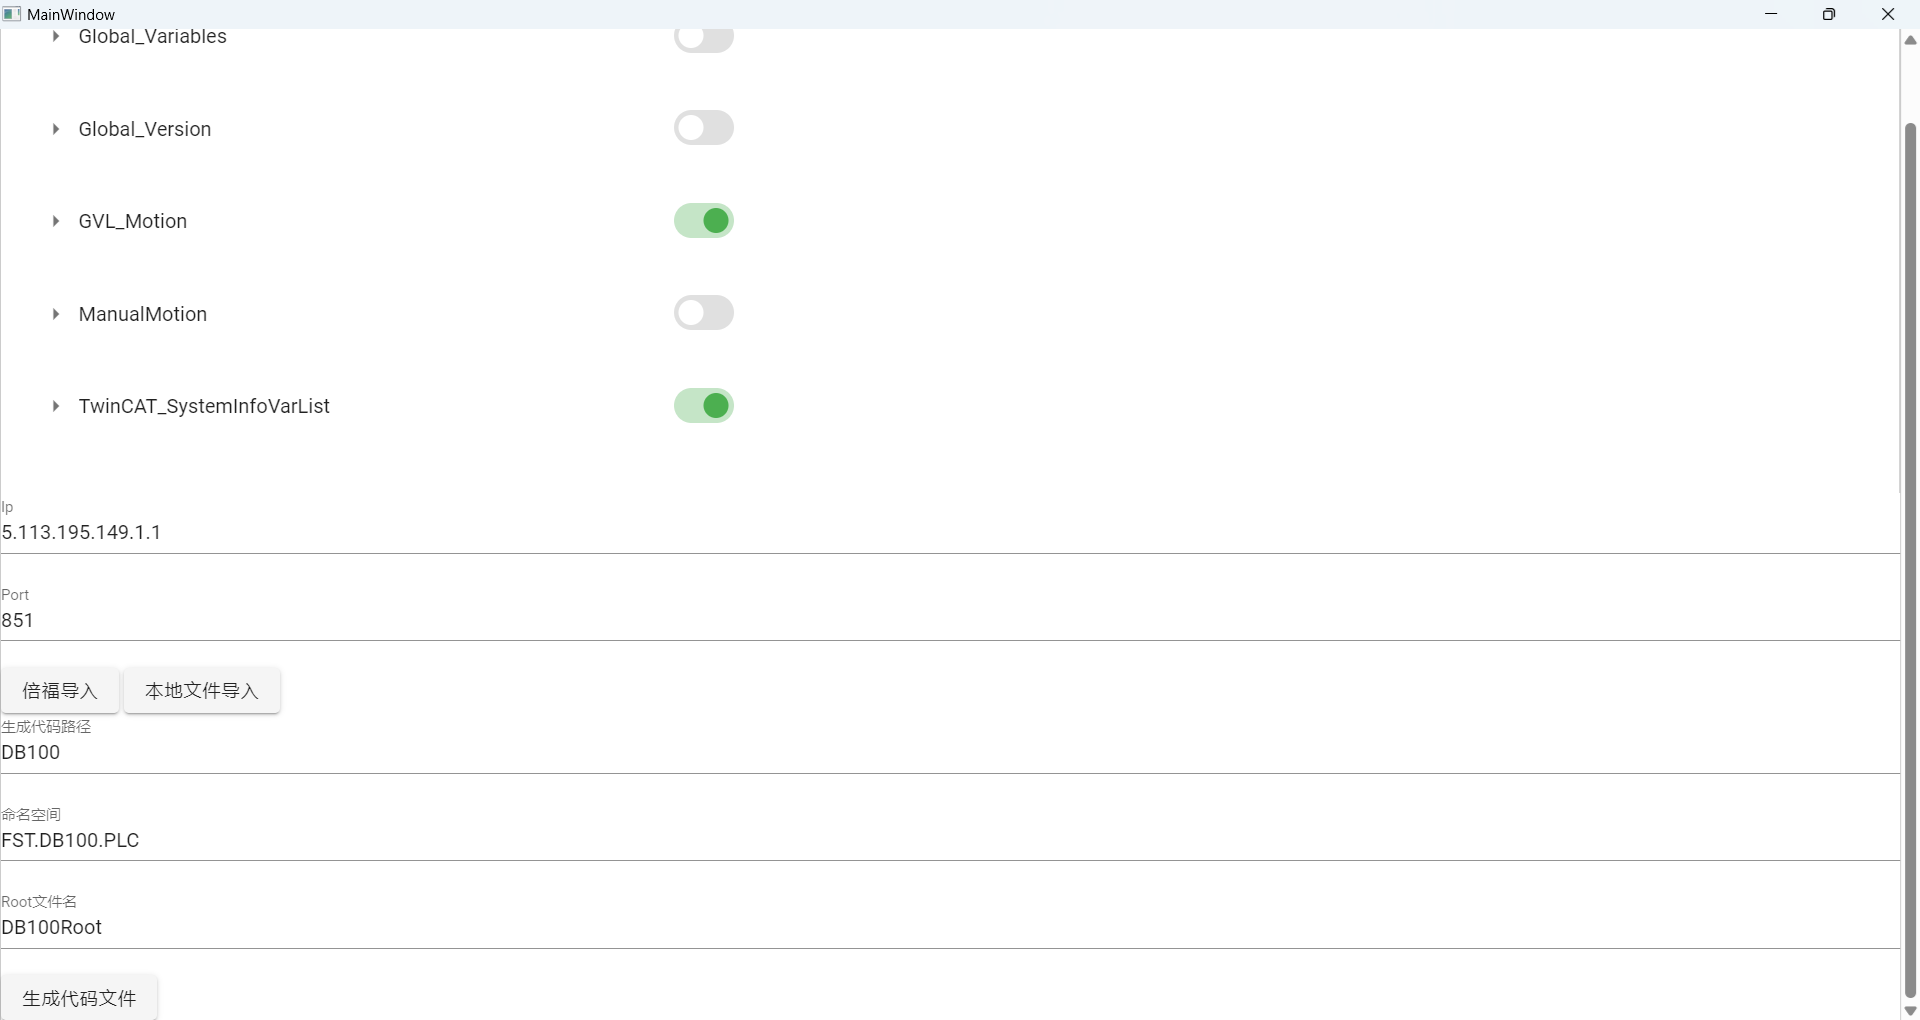 MainWindow
Global_Variables
Global_Version
GVL_Motion
ManualMotion
TwinCAT_SystemInfoVarList
Ip
5.113.195.149.1.1
Port
851
倍福导入 本地文件导入
生成代码路径
DB100
命名空间
FST.DB100.PLC
Root文件名
DB100Root
生成代码文件